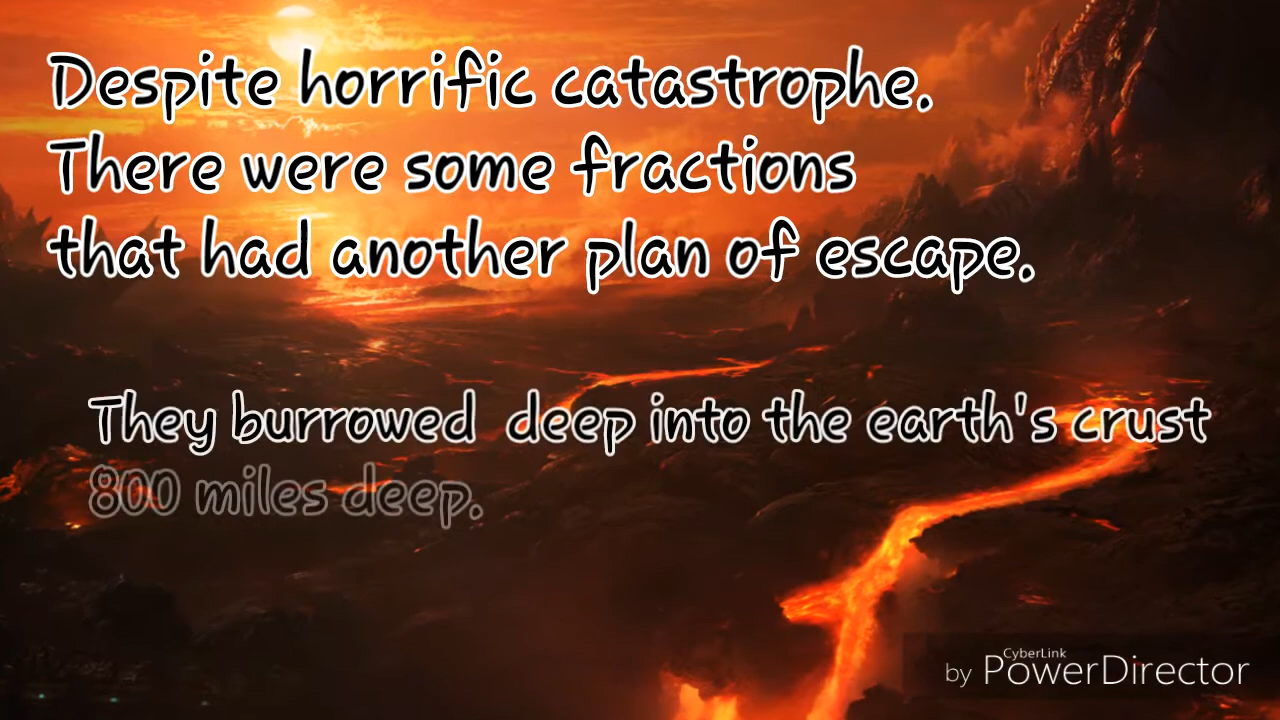 Despite horrific catastrophe.
There were some fractions
that had another plan of escape.
They burrowed deep into the earth's crust
800 miles deep.
CyberLink
by PowerDirector